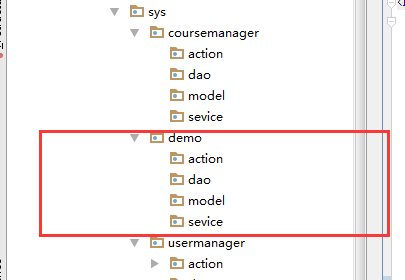 sys
coursemanager
action
dao
model
sevice
demo
action
dao
model
sevice
usermanager
action